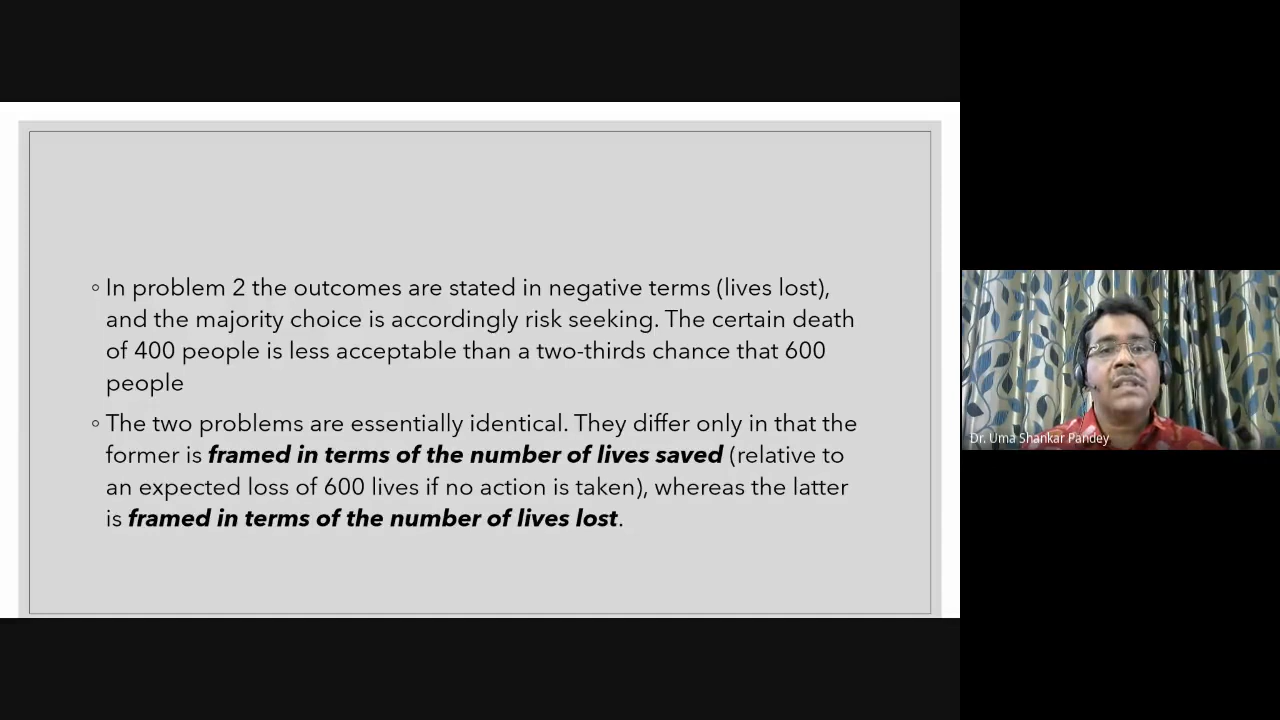 ◦ In problem 2 the outcomes are stated in negative terms (lives lost),
and the majority choice is accordingly risk seeking. The certain death
of 400 people is less acceptable than a two-thirds chance that 600
people
◦ The two problems are essentially identical. They differ only in that the
former is framed in terms of the number of lives saved (relative to
an expected loss of 600 lives if no action is taken), whereas the latter
is framed in terms of the number of lives lost.
Dr. Uma Shankar Pandey